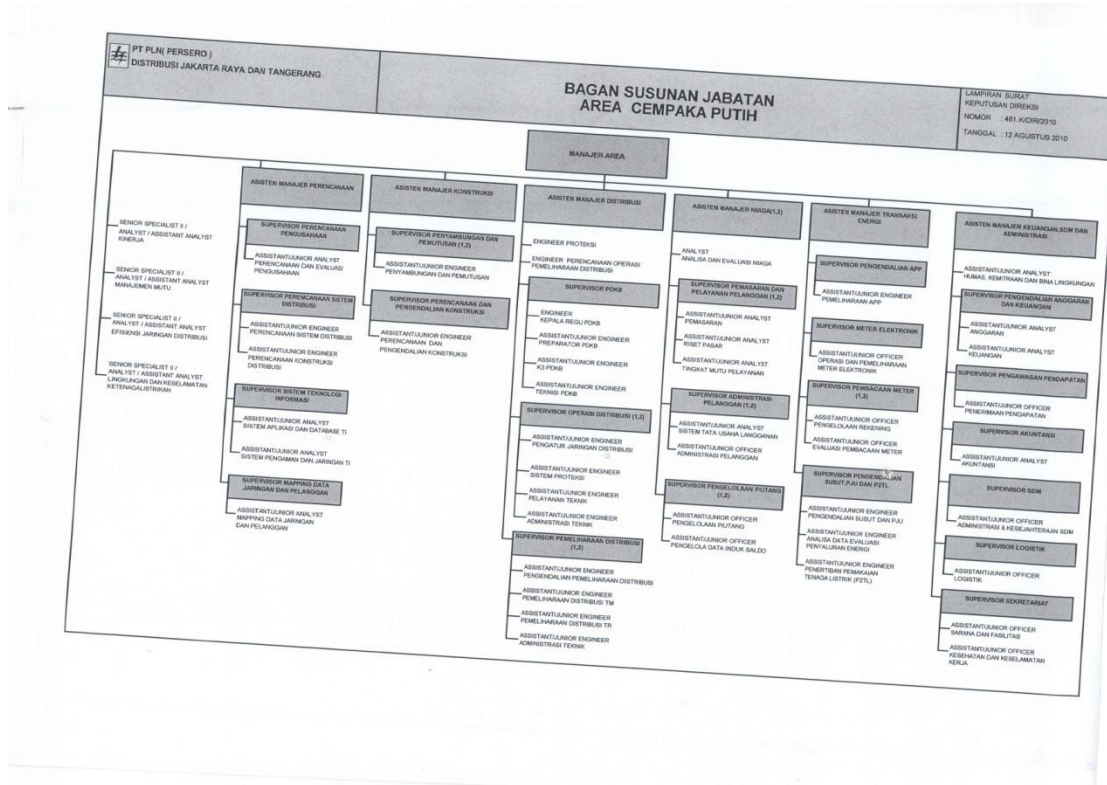 PT PLN( PERSERO )
DISTRIBUSI JAKARTA RAYA DAN TANGERANG
BAGAN SUSUNAN JABATAN
AREA CEMPAKA PUTIH
LAMPIRAN SURAT
KEPUTUSAN DIREKSI
NOMOR : 481.K/DIR/2010
TANGGAL : 12 AGUSTUS 2010
MANAJER AREA
SENIOR SPECIALIST II /
ANALYST / ASSISTANT ANALYST
KINERJA
SENIOR SPECIALIST II /
ANALYST / ASSISTANT ANALYST
MANAJEMEN MUTU
SENIOR SPECIALIST II /
ANALYST / ASSISTANT ANALYST
EFISIENSI JARINGAN DISTRIBUSI
SENIOR SPECIALIST II /
ANALYST / ASSISTANT ANALYST
LINGKUNGAN DAN KESELAMATAN
KETENAGALISTRIKAN
ASISTEN MANAJER PERENCANAAN
SUPERVISOR PERENCANAAN
PENGUSAHAAN
ASSISTANT/JUNIOR ANALYST
PERENCANAAN DAN EVALUASI
PENGUSAHAAN
SUPERVISOR PERENCANAAN SISTEM
DISTRIBUSI
ASSISTANT/JUNIOR ENGINEER
PERENCANAAN SISTEM DISTRIBUSI
ASSISTANT/JUNIOR ENGINEER
PERENCANAAN KONSTRUKSI
DISTRIBUSI
SUPERVISOR SISTEM TEKNOLOGI
INFORMASI
ASSISTANT/JUNIOR ANALYST
SISTEM APLIKASI DAN DATABASE TI
ASSISTANT/JUNIOR ANALYST
SISTEM PENGAMAN DAN JARINGAN TI
SUPERVISOR MAPPING DATA
JARINGAN DAN PELANGGAN
ASSISTANT/JUNIOR ANALYST
MAPPING DATA JARINGAN
DAN PELANGGAN
ASISTEN MANAJER KONSTRUKSI
SUPERVISOR PENYAMBUNGAN DAN
PEMUTUSAN (1,2)
ASSISTANT/JUNIOR ENGINEER
PENYAMBUNGAN DAN PEMUTUSAN
SUPERVISOR PERENCANAAN DAN
PENGENDALIAN KONSTRUKSI
ASSISTANT/JUNIOR ENGINEER
PERENCANAAN DAN
PENGENDALIAN KONSTRUKSI
ASISTEN MANAJER DISTRIBUSI
ENGINEER PROTEKSI
ENGINEER PERENCANAAN OPERASI
PEMELIHARAAN DISTRIBUSI
SUPERVISOR PDKB
ENGINEER
KEPALA REGU PDKB
ASSISTANT/JUNIOR ENGINEER
PREPARATOR PDKB
ASSISTANT/JUNIOR ENGINEER
K3 PDKB
ASSISTANT/JUNIOR ENGINEER
TEKNISI PDKB
SUPERVISOR OPERASI DISTRIBUSI (1,2)
ASSISTANT/JUNIOR ENGINEER
PENGATUR JARINGAN DISTRIBUSI
ASSISTANT/JUNIOR ENGINEER
SISTEM PROTEKSI
ASSISTANT/JUNIOR ENGINEER
PELAYANAN TEKNIK
ASSISTANT/JUNIOR ENGINEER
ADMINISTRASI TEKNIK
SUPERVISOR PEMELIHARAAN DISTRIBUSI
(1,2)
ASSISTANT/JUNIOR ENGINEER
PENGENDALIAN PEMELIHARAAN DISTRIBUSI
ASSISTANT/JUNIOR ENGINEER
PEMELIHARAAN DISTRIBUSI TM
ASSISTANT/JUNIOR ENGINEER
PEMELIHARAAN DISTRIBUSI TR
ASSISTANT/JUNIOR ENGINEER
ADMINISTRASI TEKNIK
ASISTEN MANAJER NIAGA(1,2)
ANALYST
ANALISA DAN EVALUASI NIAGA
SUPERVISOR PEMASARAN DAN
PELAYANAN PELANGGAN (1,2)
ASSISTANT/JUNIOR ANALYST
PEMASARAN
ASSISTANT/JUNIOR ANALYST
RISET PASAR
ASSISTANT/JUNIOR ANALYST
TINGKAT MUTU PELAYANAN
SUPERVISOR ADMINISTRASI
PELANGGAN (1,2)
ASSISTANT/JUNIOR ANALYST
SISTEM TATA USAHA LANGGANAN
ASSISTANT/JUNIOR OFFICER
ADMINISTRASI PELANGGAN
SUPERVISOR PENGELOLAAN PIUTANG
(1,2)
ASSISTANT/JUNIOR OFFICER
PENGELOLAAN PIUTANG
ASSISTANT/JUNIOR OFFICER
PENGELOLA DATA INDUK SALDO
ASISTEN MANAJER TRANSAKSI
ENERGI
SUPERVISOR PENGENDALIAN APP
ASSISTANT/JUNIOR ENGINEER
PEMELIHARAAN APP
SUPERVISOR METER ELEKTRONIK
ASSISTANT/JUNIOR OFFICER
OPERASI DAN PEMELIHARAAN
METER ELEKTRONIK
SUPERVISOR PEMBACAAN METER
(1,2)
ASSISTANT/JUNIOR OFFICER
PENGELOLAAN REKENING
ASSISTANT/JUNIOR OFFICER
EVALUASI PEMBACAAN METER
SUPERVISOR PENGENDALIAN
SUSUT,PJU DAN P2TL
ASSISTANT/JUNIOR ENGINEER
PENGENDALIAN SUSUT DAN PJU
ASSISTANT/JUNIOR ENGINEER
ANALISA DATA EVALUASI
PENYALURAN ENERGI
ASSISTANT/JUNIOR ENGINEER
PENERTIBAN PEMAKAIAN
TENAGA LISTRIK (P2TL)
ASISTEN MANAJER KEUANGAN,SDM DAN
ADMINISTRASI
ASSISTANT/JUNIOR ANALYST
HUMAS, KEMITRAAN DAN BINA LINGKUNGAN
SUPERVISOR PENGENDALIAN ANGGARAN
DAN KEUANGAN
ASSISTANT/JUNIOR ANALYST
ANGGARAN
ASSISTANT/JUNIOR ANALYST
KEUANGAN
SUPERVISOR PENGAWASAN PENDAPATAN
ASSISTANT/JUNIOR OFFICER
PENERIMAAN PENDAPATAN
SUPERVISOR AKUNTANSI
ASSISTANT/JUNIOR ANALYST
AKUNTANSI
SUPERVISOR SDM
ASSISTANT/JUNIOR OFFICER
ADMINISTRASI & KESEJAHTERAAN SDM
SUPERVISOR LOGISTIK
ASSISTANT/JUNIOR OFFICER
LOGISTIK
SUPERVISOR SEKRETARIAT
ASSISTANT/JUNIOR OFFICER
SARANA DAN FASILITAS
ASSISTANT/JUNIOR OFFICER
KESEHATAN DAN KESELAMATAN
KERJA